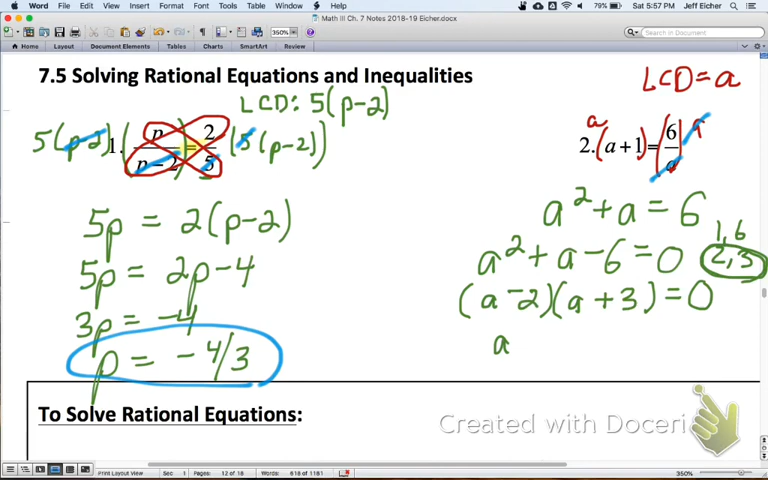 Word File Edit View Insert Format Font Tools Table Window Help 79% Sat 5:57 PM Jeff Eicher
Math III Ch. 7 Notes 2018-19 Eicher.docx
350% Search in Document
Home Layout Document Elements Tables Charts SmartArt Review
7.5 Solving Rational Equations and Inequalities
LCD: 5(p-2)
5(p-2) 1. (p/p-2) = 2/5 (5(p-2))
5p = 2(p-2)
5p = 2p-4
3p = -4
p = -4/3
LCD = a
2. a(a+1) = (6/a) a
a² + a = 6
1, 6
2, 3
a² + a - 6 = 0
(a-2)(a+3) = 0
a
To Solve Rational Equations:
Created with Doceri
Print Layout View Sec 1 Pages: 12 of 18 Words: 618 of 1181 350%